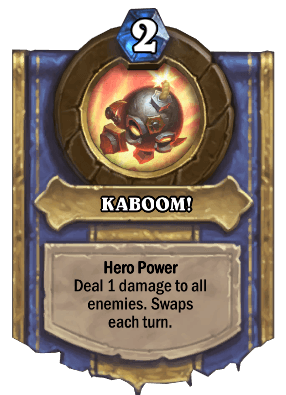 2
KABOOM!
Hero Power
Deal 1 damage to all
enemies. Swaps
each turn.